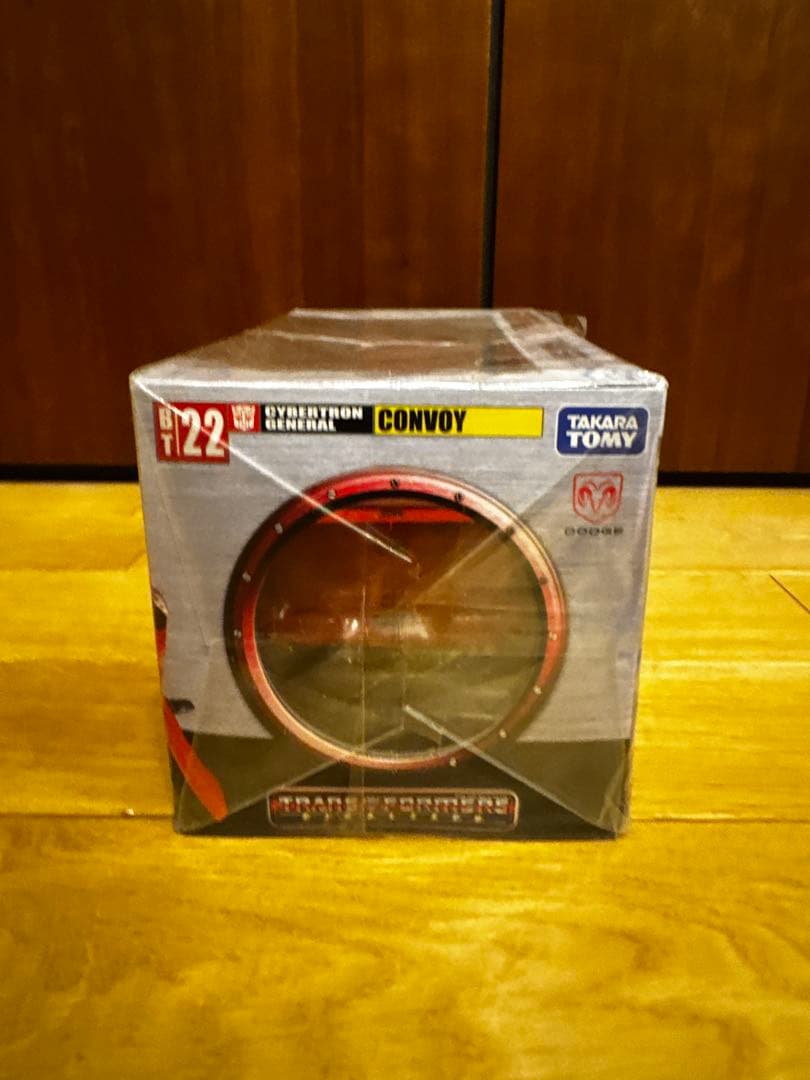 BT 22
CYBERTRON
GENERAL
CONVOY
TAKARA
TOMY
DODGE
TRANSFORMERS